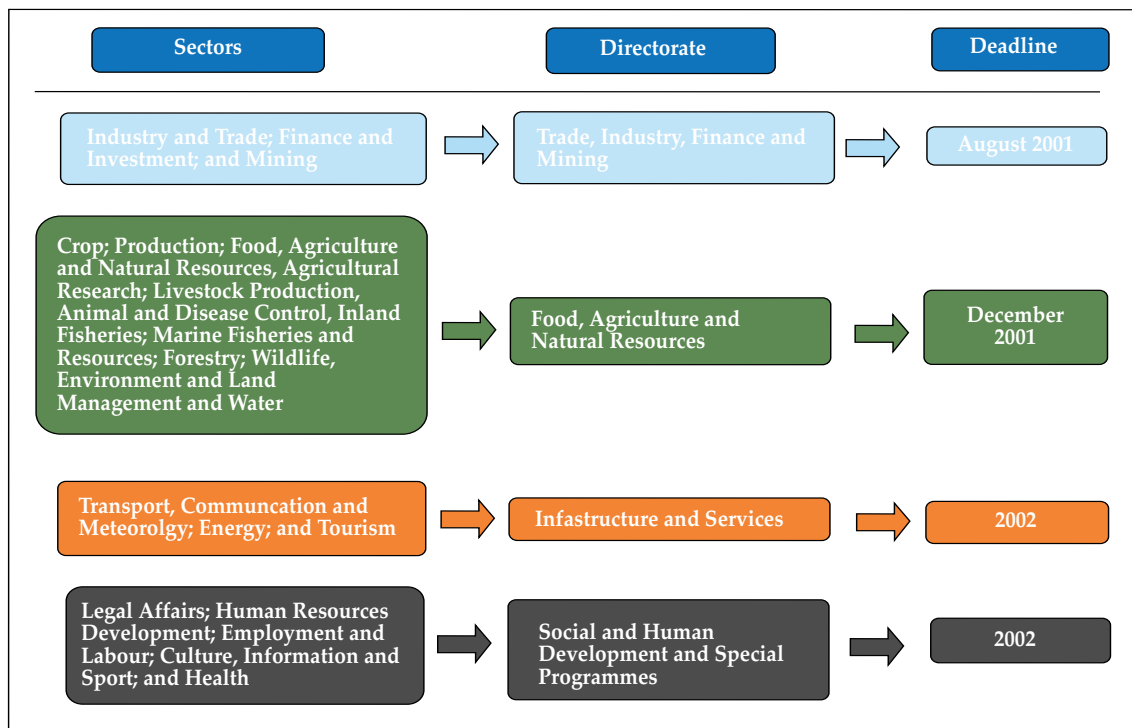 Sectors
Directorate
Deadline
Industry and Trade; Finance and
Investment; and Mining
Trade, Industry, Finance and
Mining
August 2001
Crop; Production; Food, Agriculture
and Natural Resources, Agricultural
Research; Livestock Production,
Animal and Disease Control, Inland
Fisheries; Marine Fisheries and
Resources; Forestry; Wildlife,
Environment and Land
Management and Water
Food, Agriculture and
Natural Resources
December
2001
Transport, Communcation and
Meteorolgy; Energy; and Tourism
Infastructure and Services
2002
Legal Affairs; Human Resources
Development; Employment and
Labour; Culture, Information and
Sport; and Health
Social and Human
Development and Special
Programmes
2002